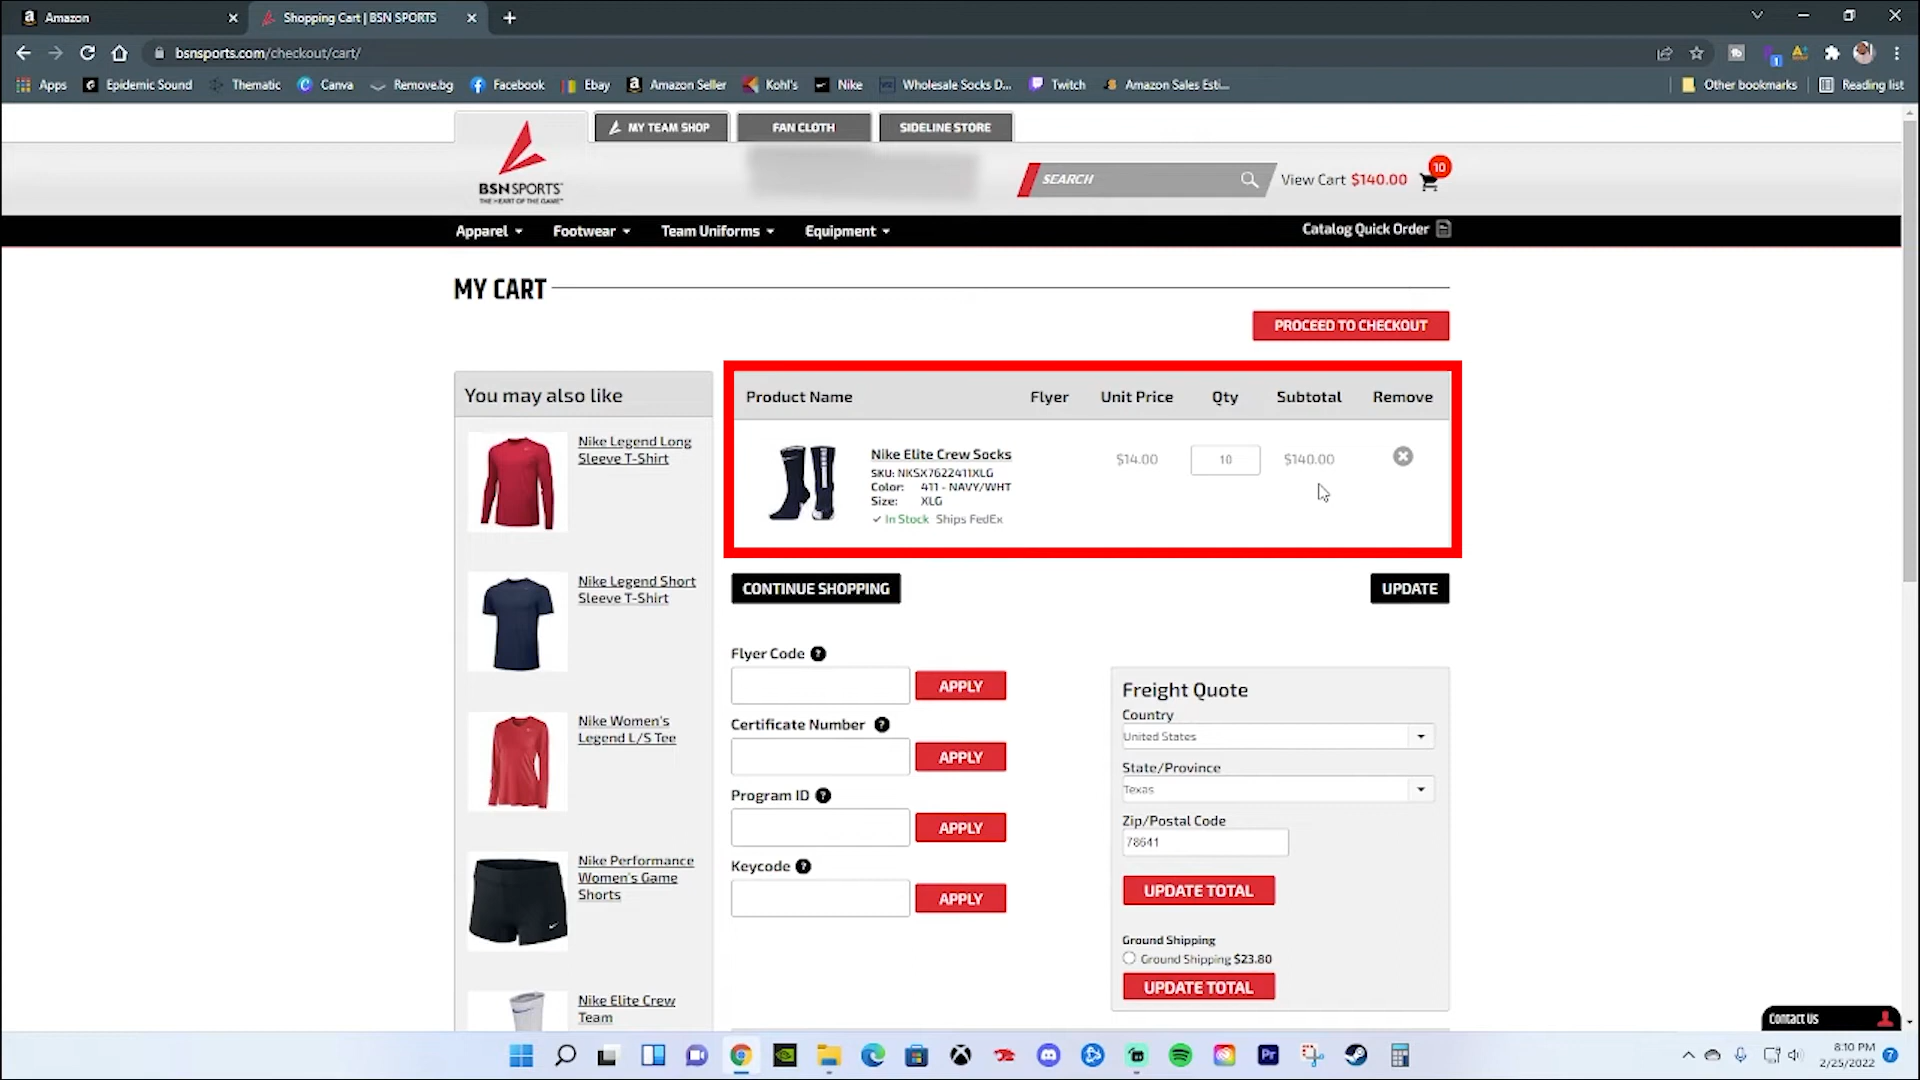 Amazon
Shopping Cart | BSN SPORTS
bsnsports.com/checkout/cart/
Apps
Epidemic Sound
Thematic
Canva
Remove.bg
Facebook
Ebay
Amazon Seller
Kohl's
Nike
Wholesale Socks D...
Twitch
Amazon Sales Esti...
Other bookmarks
Reading list
BSN SPORTS
THE HEART OF THE GAME
MY TEAM SHOP
FAN CLOTH
SIDELINE STORE
SEARCH
View Cart $140.00
10
Apparel
Footwear
Team Uniforms
Equipment
Catalog Quick Order
MY CART
PROCEED TO CHECKOUT
You may also like
Nike Legend Long
Sleeve T-Shirt
Nike Legend Short
Sleeve T-Shirt
Nike Women's
Legend L/S Tee
Nike Performance
Women's Game
Shorts
Nike Elite Crew
Team
Product Name Flyer Unit Price Qty Subtotal Remove
Nike Elite Crew Socks
SKU: NKSX7622411XLG
Color: 411 - NAVY/WHT
Size: XLG
✓ In Stock Ships FedEx
$14.00 10 $140.00
CONTINUE SHOPPING
UPDATE
Flyer Code ?
APPLY
Certificate Number ?
APPLY
Program ID ?
APPLY
Keycode ?
APPLY
Freight Quote
Country
United States
State/Province
Texas
Zip/Postal Code
78641
UPDATE TOTAL
Ground Shipping
Ground Shipping $23.80
UPDATE TOTAL
Contact Us
Pr
8:10 PM
2/25/2022
7